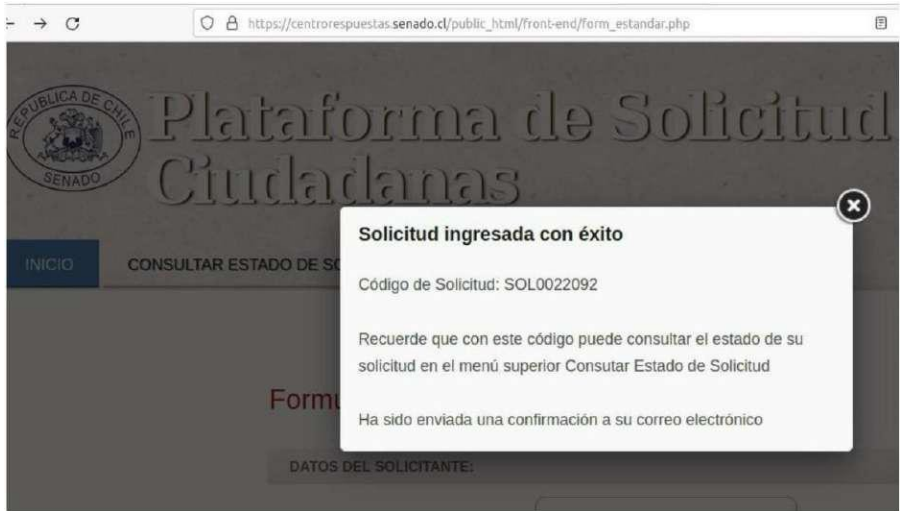 https://centrorespuestas.senado.cl/public_html/front-end/form_estandar.php
REPUBLICA DE CHILE
SENADO
Plataforma de Solicitud
Ciudadanas
INICIO
CONSULTAR ESTADO DE SO
Solicitud ingresada con éxito
Código de Solicitud: SOL0022092
Recuerde que con este código puede consultar el estado de su
solicitud en el menú superior Consutar Estado de Solicitud
Ha sido enviada una confirmación a su correo electrónico
Formu
DATOS DEL SOLICITANTE: